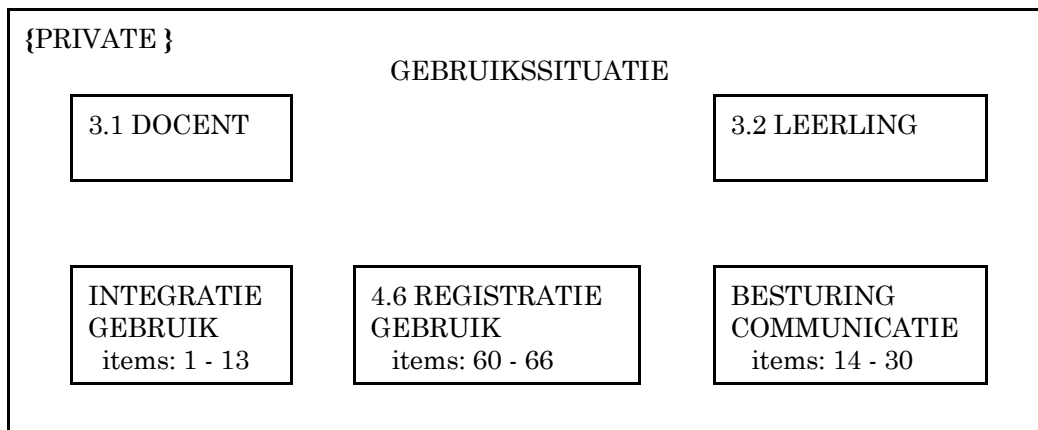 {PRIVATE }
GEBRUIKSSITUATIE
3.1 DOCENT
3.2 LEERLING
INTEGRATIE
GEBRUIK
items: 1 - 13
4.6 REGISTRATIE
GEBRUIK
items: 60 - 66
BESTURING
COMMUNICATIE
items: 14 - 30